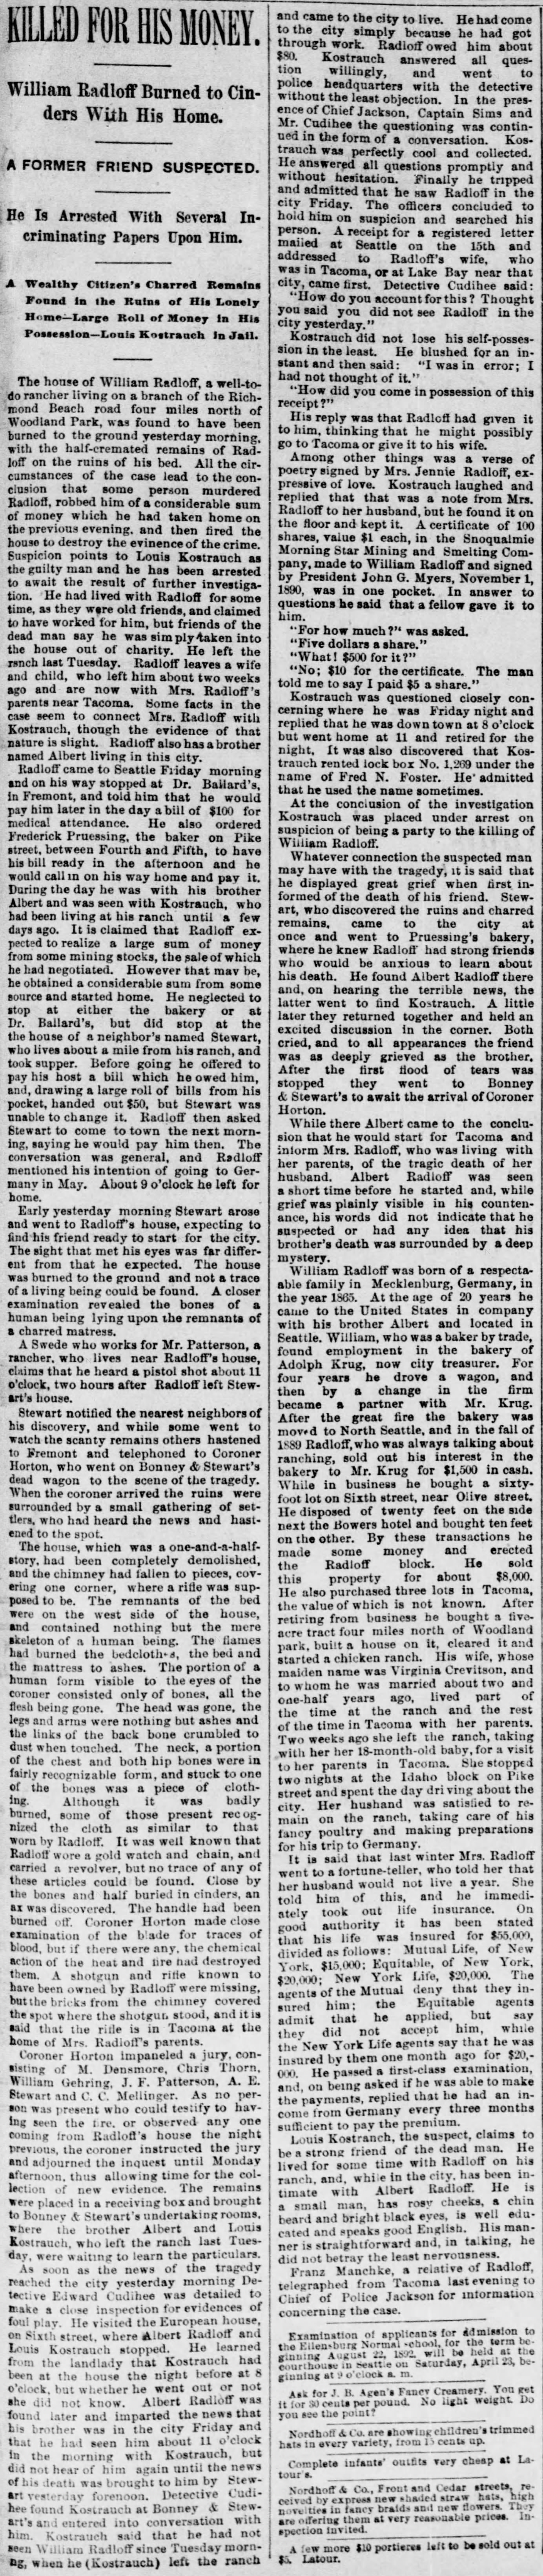 KILLED FOR HIS MONEY.
William Radloff Burned to Cin-
ders With His Home.
A FORMER FRIEND SUSPECTED.
He Is Arrested With Several In-
criminating Papers Upon Him.
A Wealthy Citizen's Charred Remains
Found in the Ruins of His Lonely
Home—Large Roll of Money in His
Possession—Louis Kostrauch in Jail.
The house of William Radloff, a well-to-
do rancher living on a branch of the Rich-
mond Beach road four miles north of
Woodland Park, was found to have been
burned to the ground yesterday morning,
with the half-cremated remains of Rad-
loff on the ruins of his bed. All the cir-
cumstances of the case lead to the con-
clusion that some person murdered
Radloff, robbed him of a considerable sum
of money which he had taken home on
the previous evening, and then fired the
house to destroy the evinence of the crime.
Suspicion points to Louis Kostrauch as
the guilty man and he has been arrested
to await the result of further investiga-
tion. He had lived with Radloff for some
time, as they were old friends, and claimed
to have worked for him, but friends of the
dead man say he was simply taken into
the house out of charity. He left the
ranch last Tuesday. Radloff leaves a wife
and child, who left him about two weeks
ago and are now with Mrs. Radloff's
parents near Tacoma. Some facts in the
case seem to connect Mrs. Radloff with
Kostrauch, though the evidence of that
nature is slight. Radloff also has a brother
named Albert living in this city.
Radloff came to Seattle Friday morning
and on his way stopped at Dr. Ballard's,
in Fremont, and told him that he would
pay him later in the day a bill of $100 for
medical attendance. He also ordered
Frederick Pruessing, the baker on Pike
street, between Fourth and Fifth, to have
his bill ready in the afternoon and he
would call in on his way home and pay it.
During the day he was with his brother
Albert and was seen with Kostrauch, who
had been living at his ranch until a few
days ago. It is claimed that Radloff ex-
pected to realize a large sum of money
from some mining stocks, the sale of which
he had negotiated. However that may be,
he obtained a considerable sum from some
source and started home. He neglected to
stop at either the bakery or at
Dr. Ballard's, but did stop at the
the house of a neighbor's named Stewart,
who lives about a mile from his ranch, and
took supper. Before going he offered to
pay his host a bill which he owed him,
and, drawing a large roll of bills from his
pocket, handed out $50, but Stewart was
unable to change it. Radloff then asked
Stewart to come to town the next morn-
ing, saying he would pay him then. The
conversation was general, and Radloff
mentioned his intention of going to Ger-
many in May. About 9 o'clock he left for
home.
Early yesterday morning Stewart arose
and went to Radloff's house, expecting to
find his friend ready to start for the city.
The sight that met his eyes was far differ-
ent from that he expected. The house
was burned to the ground and not a trace
of a living being could be found. A closer
examination revealed the bones of a
human being lying upon the remnants of
a charred matress.
A Swede who works for Mr. Patterson, a
rancher, who lives near Radloff's house,
claims that he heard a pistol shot about 11
o'clock, two hours after Radloff left Stew-
art's house.
Stewart notified the nearest neighbors of
his discovery, and while some went to
watch the scanty remains others hastened
to Fremont and telephoned to Coroner
Horton, who went on Bonney & Stewart's
dead wagon to the scene of the tragedy.
When the coroner arrived the ruins were
surrounded by a small gathering of set-
tlers, who had heard the news and hast-
ened to the spot.
The house, which was a one-and-a-half-
story, had been completely demolished,
and the chimney had fallen to pieces, cov-
ering one corner, where a rifle was sup-
posed to be. The remnants of the bed
were on the west side of the house,
and contained nothing but the mere
skeleton of a human being. The flames
had burned the bedclothes, the bed and
the mattress to ashes. The portion of a
human form visible to the eyes of the
coroner consisted only of bones, all the
flesh being gone. The head was gone, the
legs and arms were nothing but ashes and
the links of the back bone crumbled to
dust when touched. The neck, a portion
of the chest and both hip bones were in
fairly recognizable form, and stuck to one
of the bones was a piece of cloth-
ing. Although it was badly
burned, some of those present recog-
nized the cloth as similar to that
worn by Radloff. It was well known that
Radloff wore a gold watch and chain, and
carried a revolver, but no trace of any of
these articles could be found. Close by
the bones and half buried in cinders, an
ax was discovered. The handle had been
burned off. Coroner Horton made close
examination of the blade for traces of
blood, but if there were any, the chemical
action of the heat and fire had destroyed
them. A shotgun and rifle known to
have been owned by Radloff were missing,
but the bricks from the chimney covered
the spot where the shotgun stood, and it is
said that the rifle is in Tacoma at the
home of Mrs. Radloff's parents.
Coroner Horton impaneled a jury, con-
sisting of M. Densmore, Chris Thorn,
William Gehring, J. F. Patterson, A. E.
Stewart and C. C. Mellinger. As no per-
son was present who could testify to hav-
ing seen the fire, or observed any one
coming from Radloff's house the night
previous, the coroner instructed the jury
and adjourned the inquest until Monday
afternoon, thus allowing time for the col-
lection of new evidence. The remains
were placed in a receiving box and brought
to Bonney & Stewart's undertaking rooms,
where the brother Albert and Louis
Kostrauch, who left the ranch last Tues-
day, were waiting to learn the particulars.
As soon as the news of the tragedy
reached the city yesterday morning De-
tective Edward Cudihee was detailed to
make a close inspection for evidences of
foul play. He visited the European house,
on Sixth street, where Albert Radloff and
Louis Kostrauch stopped. He learned
from the landlady that Kostrauch had
been at the house the night before at 8
o'clock, but whether he went out or not
she did not know. Albert Radloff was
found later and imparted the news that
his brother was in the city Friday and
that he had seen him about 11 o'clock
in the morning with Kostrauch, but
did not hear of him again until the news
of his death was brought to him by Stew-
art yesterday forenoon. Detective Cudi-
hee found Kostrauch at Bonney & Stew-
art's and entered into conversation with
him. Kostrauch said that he had not
seen William Radloff since Tuesday morn-
ng, when he (Kostrauch) left the ranch
and came to the city to live. He had come
to the city simply because he had got
through work. Radloff owed him about
$80. Kostrauch answered all ques-
tion willingly, and went to
police headquarters with the detective
without the least objection. In the pres-
ence of Chief Jackson, Captain Sims and
Mr. Cudihee the questioning was contin-
ued in the form of a conversation. Kos-
trauch was perfectly cool and collected.
He answered all questions promptly and
without hesitation. Finally he tripped
and admitted that he saw Radloff in the
city Friday. The officers concluded to
hold him on suspicion and searched his
person. A receipt for a registered letter
mailed at Seattle on the 15th and
addressed to Radloff's wife, who
was in Tacoma, or at Lake Bay near that
city, came first. Detective Cudihee said:
"How do you account for this? Thought
you said you did not see Radloff in the
city yesterday."
Kostrauch did not lose his self-posses-
sion in the least. He blushed for an in-
stant and then said: "I was in error; I
had not thought of it."
"How did you come in possession of this
receipt?"
His reply was that Radloff had given it
to him, thinking that he might possibly
go to Tacoma or give it to his wife.
Among other things was a verse of
poetry signed by Mrs. Jennie Radloff, ex-
pressive of love. Kostrauch laughed and
replied that that was a note from Mrs.
Radloff to her husband, but he found it on
the floor and kept it. A certificate of 100
shares, value $1 each, in the Snoqualmie
Morning Star Mining and Smelting Com-
pany, made to William Radloff and signed
by President John G. Myers, November 1,
1890, was in one pocket. In answer to
questions he said that a fellow gave it to
him.
"For how much?" was asked.
"Five dollars a share."
"What! $500 for it?"
"No; $10 for the certificate. The man
told me to say I paid $5 a share."
Kostrauch was questioned closely con-
cerning where he was Friday night and
replied that he was down town at 8 o'clock
but went home at 11 and retired for the
night. It was also discovered that Kos-
trauch rented lock box No. 1,269 under the
name of Fred N. Foster. He admitted
that he used the name sometimes.
At the conclusion of the investigation
Kostrauch was placed under arrest on
suspicion of being a party to the killing of
William Radloff.
Whatever connection the suspected man
may have with the tragedy, it is said that
he displayed great grief when first in-
formed of the death of his friend. Stew-
art, who discovered the ruins and charred
remains, came to the city at
once and went to Pruessing's bakery,
where he knew Radloff had strong friends
who would be anxious to learn about
his death. He found Albert Radloff there
and, on hearing the terrible news, the
latter went to find Kostrauch. A little
later they returned together and held an
excited discussion in the corner. Both
cried, and to all appearances the friend
was as deeply grieved as the brother.
After the first flood of tears was
stopped they went to Bonney
& Stewart's to await the arrival of Coroner
Horton.
While there Albert came to the conclu-
sion that he would start for Tacoma and
inform Mrs. Radloff, who was living with
her parents, of the tragic death of her
husband. Albert Radloff was seen
a short time before he started and, while
grief was plainly visible in his counten-
ance, his words did not indicate that he
suspected or had any idea that his
brother's death was surrounded by a deep
mystery.
William Radloff was born of a respecta-
able family in Mecklenburg, Germany, in
the year 1865. At the age of 20 years he
came to the United States in company
with his brother Albert and located in
Seattle. William, who was a baker by trade,
found employment in the bakery of
Adolph Krug, now city treasurer. For
four years he drove a wagon, and
then by a change in the firm
became a partner with Mr. Krug.
After the great fire the bakery was
moved to North Seattle, and in the fall of
1889 Radloff, who was always talking about
ranching, sold out his interest in the
bakery to Mr. Krug for $1,500 in cash.
While in business he bought a sixty-
foot lot on Sixth street, near Olive street.
He disposed of twenty feet on the side
next the Bowers hotel and bought ten feet
on the other. By these transactions he
made some money and erected
the Radloff block. He sold
this property for about $8,000.
He also purchased three lots in Tacoma,
the value of which is not known. After
retiring from business he bought a five-
acre tract four miles north of Woodland
park, built a house on it, cleared it and
started a chicken ranch. His wife, whose
maiden name was Virginia Crevitson, and
to whom he was married about two and
one-half years ago, lived part of
the time at the ranch and the rest
of the time in Tacoma with her parents.
Two weeks ago she left the ranch, taking
with her her 18-month-old baby, for a visit
to her parents in Tacoma. She stopped
two nights at the Idaho block on Pike
street and spent the day driving about the
city. Her husband was satisfied to re-
main on the ranch, taking care of his
fancy poultry and making preparations
for his trip to Germany.
It is said that last winter Mrs. Radloff
went to a fortune-teller, who told her that
her husband would not live a year. She
told him of this, and he immedi-
ately took out life insurance. On
good authority it has been stated
that his life was insured for $55,000,
divided as follows: Mutual Life, of New
York, $15,000; Equitable, of New York,
$20,000; New York Life, $20,000. The
agents of the Mutual deny that they in-
sured him; the Equitable agents
admit that he applied, but say
they did not accept him, while
the New York Life agents say that he was
insured by them one month ago for $20,-
000. He passed a first-class examination,
and, on being asked if he was able to make
the payments, replied that he had an in-
come from Germany every three months
sufficient to pay the premium.
Louis Kostranch, the suspect, claims to
be a strong friend of the dead man. He
lived for some time with Radloff on his
ranch, and, while in the city, has been in-
timate with Albert Radloff. He is
a small man, has rosy cheeks, a chin
beard and bright black eyes, is well edu-
cated and speaks good English. His man-
ner is straightforward and, in talking, he
did not betray the least nervousness.
Franz Manchke, a relative of Radloff,
telegraphed from Tacoma last evening to
Chief of Police Jackson for information
concerning the case.
Examination of applicants for admission to
the Ellensburg Normal school, for the term be-
ginning August 22, 1892, will be held at the
courthouse in Seattle on Saturday, April 23, be-
ginning at 9 o'clock a. m.
Ask for J. B. Agen's Fancy Creamery. You get
it for 30 cents per pound. No light weight. Do
you see the point?
Nordhoff & Co. are showing children's trimmed
hats in every variety, from 15 cents up.
Complete infants' outfits very cheap at La-
tour's.
Nordhoff & Co., Front and Cedar streets, re-
ceived by express new shaded straw hats, high
novelties in fancy braids and new flowers. They
are offering them at very reasonable prices. In-
spection invited.
A few more $10 portieres left to be sold out at
$5. Latour.